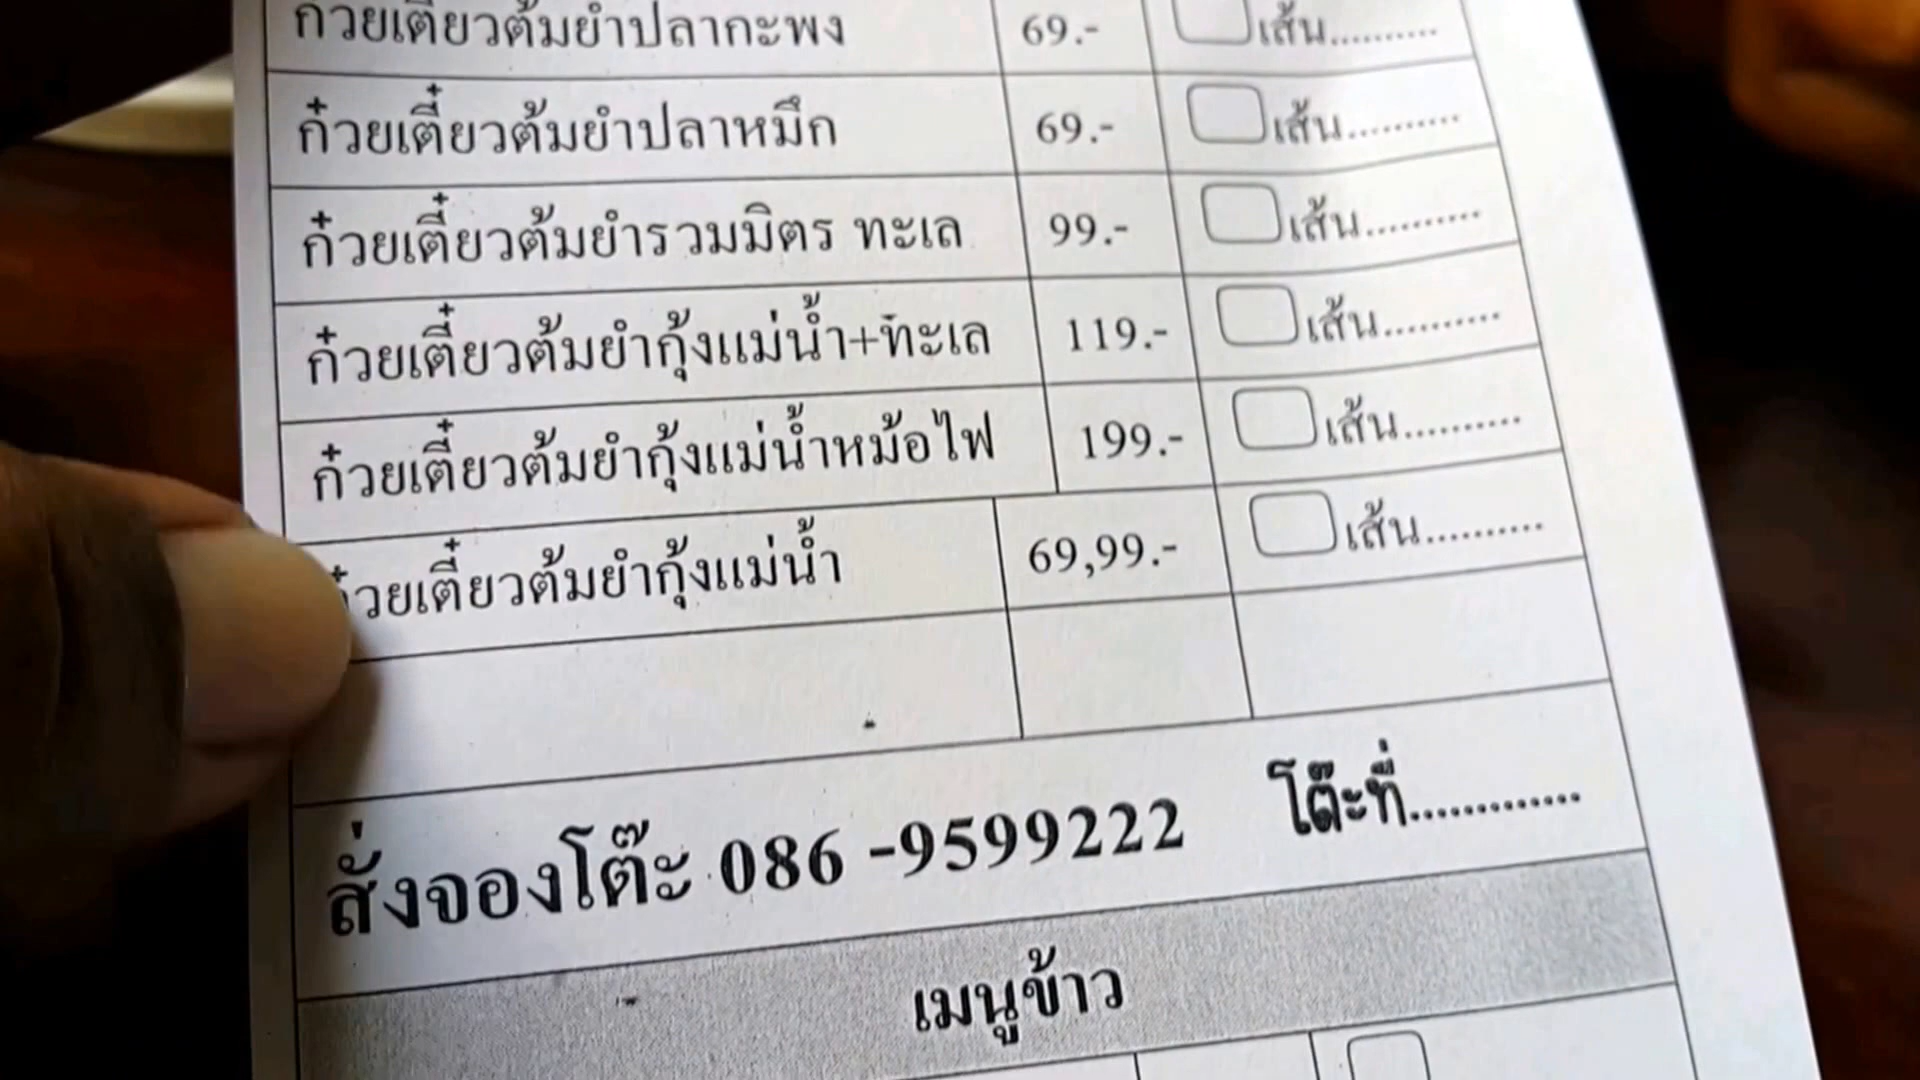 ก๋วยเตี๋ยวต้มยำปลากะพง 69.- เส้น..........
ก๋วยเตี๋ยวต้มยำปลาหมึก 69.- เส้น..........
ก๋วยเตี๋ยวต้มยำรวมมิตร ทะเล 99.- เส้น..........
ก๋วยเตี๋ยวต้มยำกุ้งแม่น้ำ+ทะเล 119.- เส้น..........
ก๋วยเตี๋ยวต้มยำกุ้งแม่น้ำหม้อไฟ 199.- เส้น..........
ก๋วยเตี๋ยวต้มยำกุ้งแม่น้ำ 69,99.- เส้น..........
สั่งจองโต๊ะ 086 -9599222 โต๊ะที่.............
เมนูข้าว